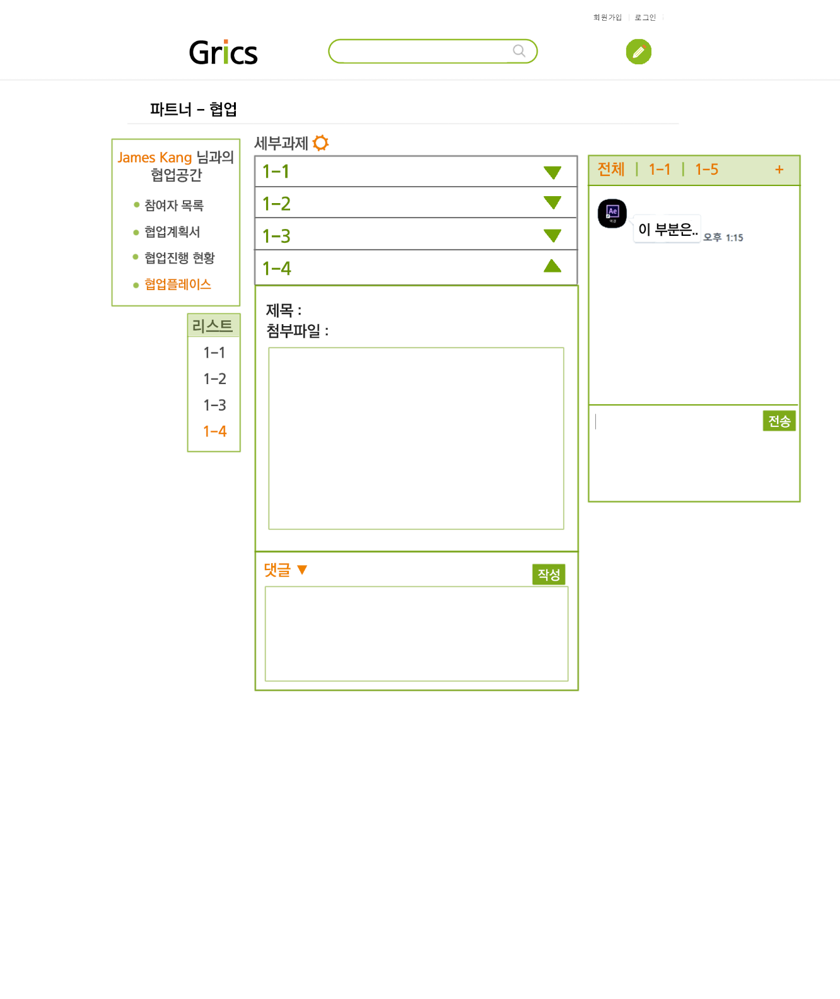 회원가입 로그인
Grics
파트너 - 협업
James Kang 님과의
협업공간
참여자 목록
협업계획서
협업진행 현황
협업플레이스
리스트
1-1
1-2
1-3
1-4
세부과제
1-1
1-2
1-3
1-4
제목 :
첨부파일 :
댓글 ▼
작성
전체 | 1-1 | 1-5 +
Ae
이 부분은.. 오후 1:15
전송